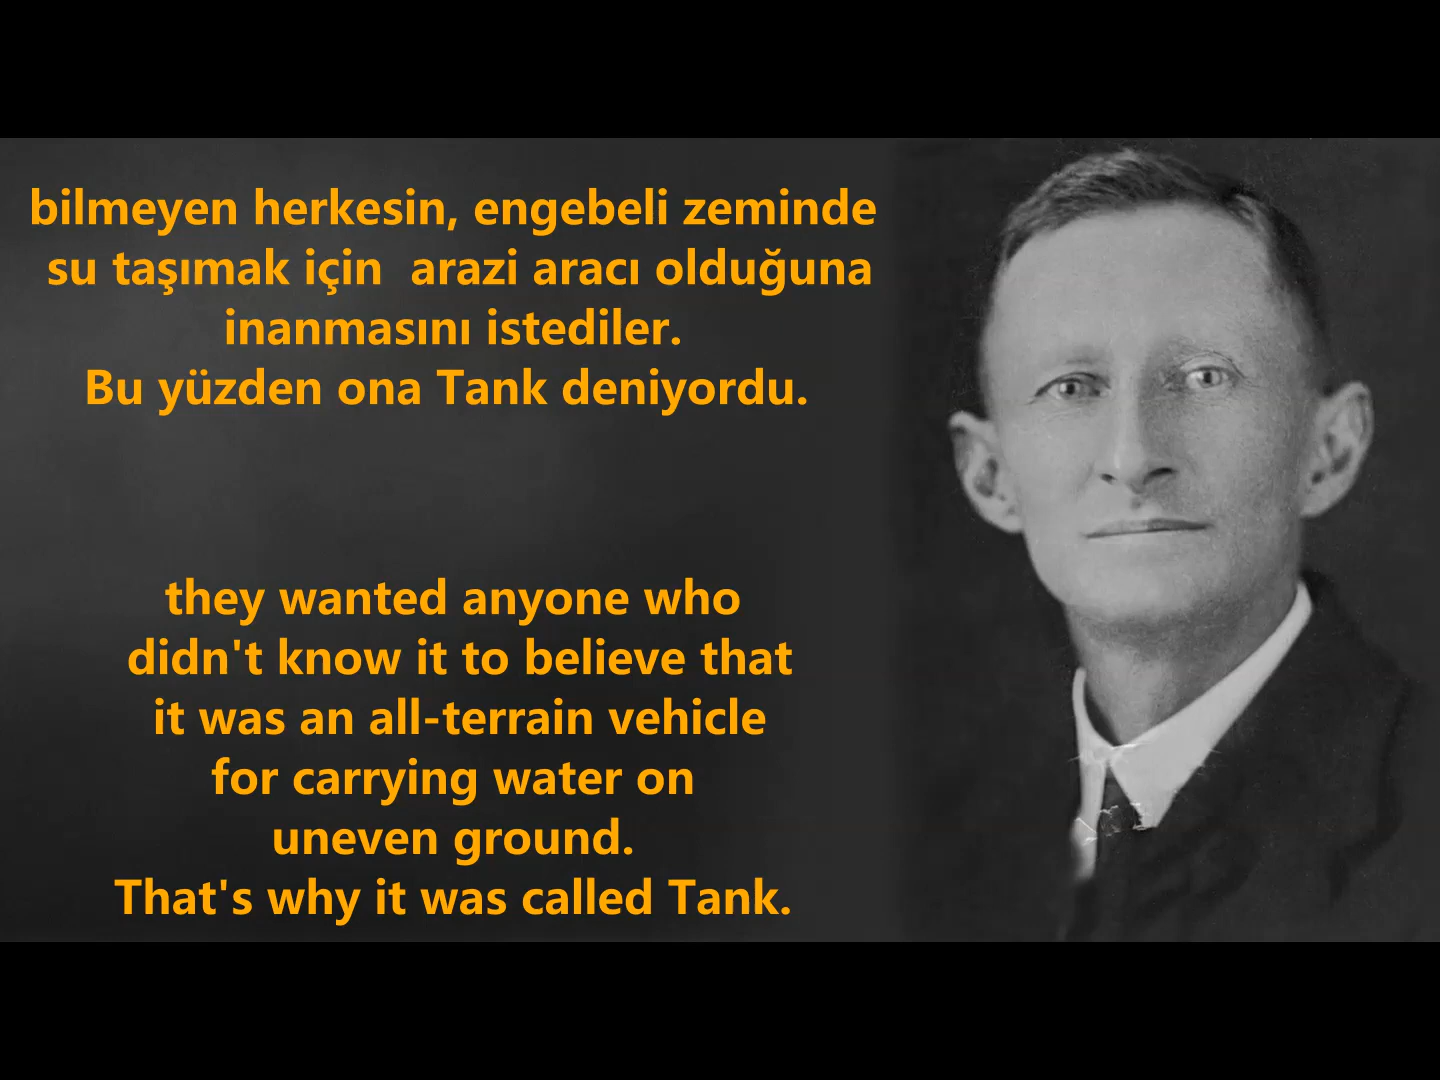 bilmeyen herkesin, engebeli zeminde
su taşımak için  arazi aracı olduğuna
inanmasını istediler.
Bu yüzden ona Tank deniyordu.
they wanted anyone who
didn't know it to believe that
it was an all-terrain vehicle
for carrying water on
uneven ground.
That's why it was called Tank.